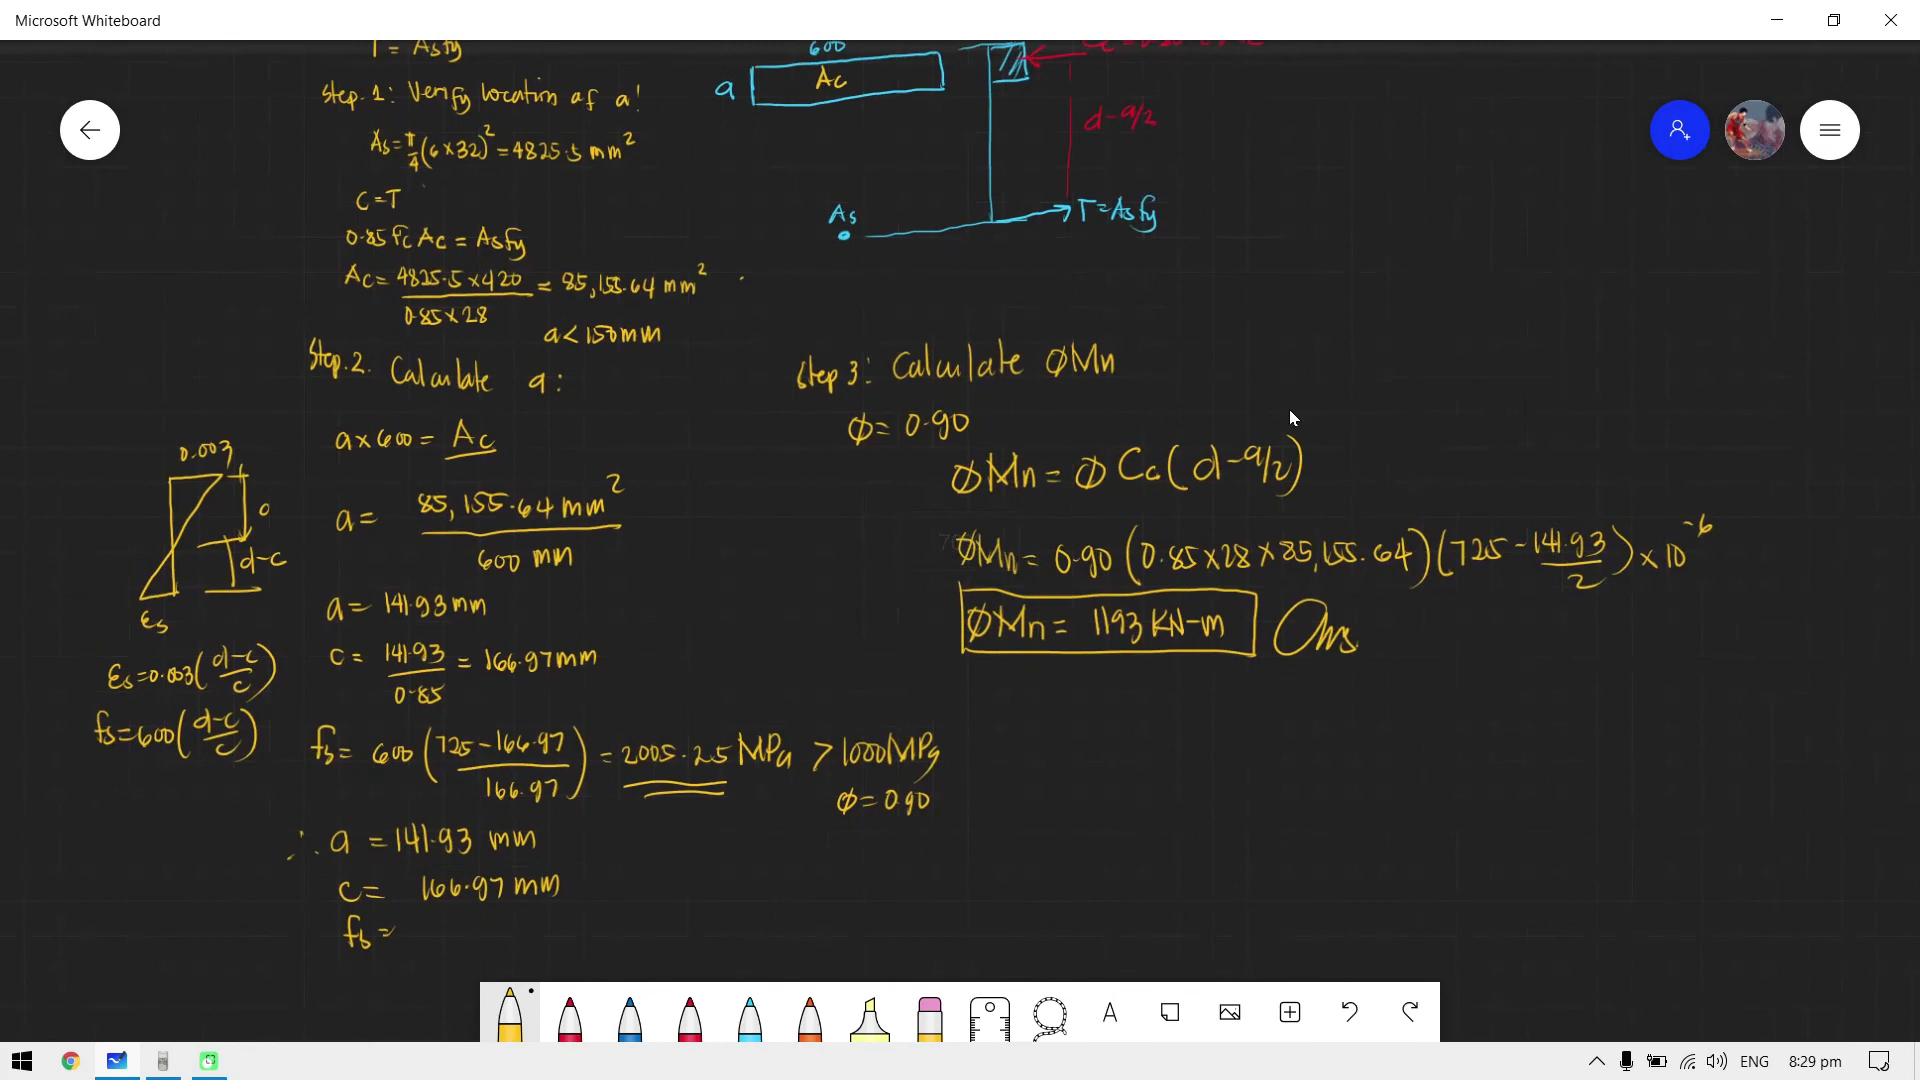 Microsoft Whiteboard
T = Asfy
Step.1: Verify location of a!
As = π/4 (6×32)² = 4825.5 mm²
C = T
0.85 f'c Ac = Asfy
Ac = 4825.5 × 420 / 0.85×28 = 85,155.64 mm²
a < 150mm
600
a
Ac
d-a/2
As
T = Asfy
Step.2. Calculate a:
a×600 = Ac
a = 85,155.64 mm² / 600 mm
a = 141.93 mm
c = 141.93 / 0.85 = 166.97 mm
fs = 600 (725-166.97 / 166.97) = 2005.25 MPa > 1000MPa
Ø = 0.90
∴ a = 141.93 mm
c = 166.97 mm
fs =
0.003
c
d-c
εs
εs = 0.003 (d-c / c)
fs = 600 (d-c / c)
Step 3: Calculate ØMn
Ø = 0.90
ØMn = Ø Cc (d - a/2)
ØMn = 0.90 (0.85×28×85,155.64) (725 - 141.93 / 2) × 10⁻⁶
ØMn = 1193 KN-m
Ans
A
ENG
8:29 pm